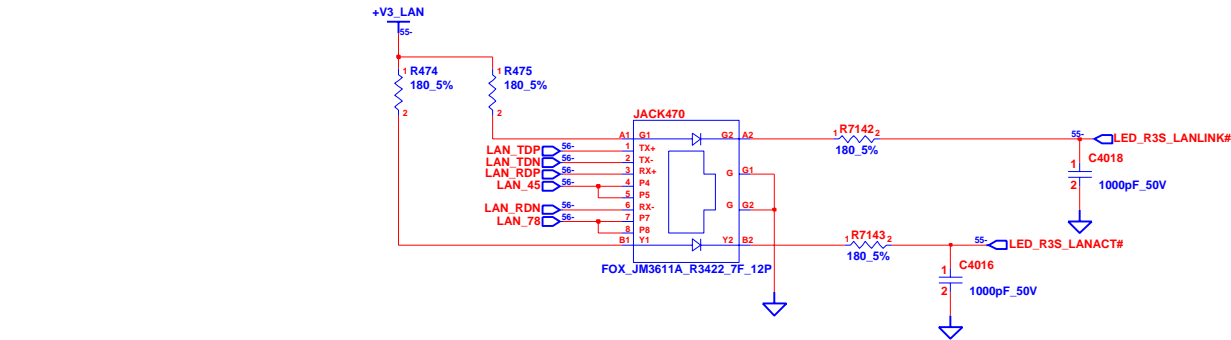 +V3_LAN
55-
1 R474
180_5%
2
1 R475
180_5%
2
JACK470
A1 G1 G2 A2
1 TX+
2 TX-
3 RX+
4 P4
5 P5
6 RX-
7 P7
8 P8
B1 Y1 Y2 B2
G G1
G G2
FOX_JM3611A_R3422_7F_12P
LAN_TDP 56-
LAN_TDN 56-
LAN_RDP 56-
LAN_45 56-
LAN_RDN 56-
LAN_78 56-
1 R7142 2
180_5%
55- LED_R3S_LANLINK#
C4018
1
2
1000pF_50V
1 R7143 2
180_5%
55- LED_R3S_LANACT#
C4016
1
2
1000pF_50V